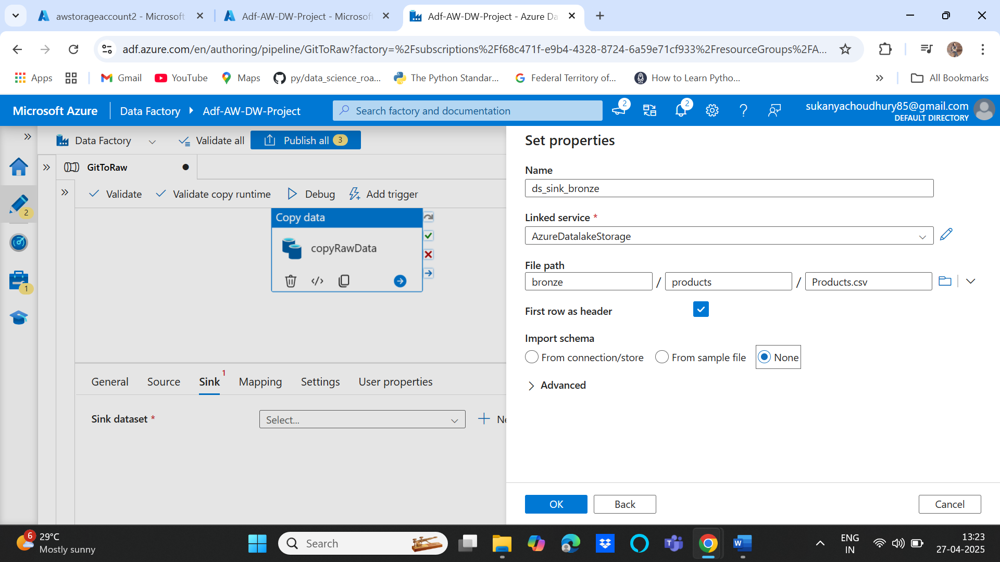 awstorageaccount2 - Microsoft
Adf-AW-DW-Project - Microsof
Adf-AW-DW-Project - Azure Da
adf.azure.com/en/authoring/pipeline/GitToRaw?factory=%2Fsubscriptions%2Ff68c471f-e9b4-4328-8724-6a59e71cf933%2FresourceGroups%2FA...
Apps
Gmail
YouTube
Maps
py/data_science_roa...
The Python Standar...
Federal Territory of...
How to Learn Pytho...
All Bookmarks
Microsoft Azure
Data Factory
Adf-AW-DW-Project
Search factory and documentation
2
2
sukanyachoudhury85@gmail.com
DEFAULT DIRECTORY
Data Factory
Validate all
Publish all 3
GitToRaw
2
1
Validate
Validate copy runtime
Debug
Add trigger
Copy data
copyRawData
General
Source
Sink 1
Mapping
Settings
User properties
Sink dataset *
Select...
Ne
Set properties
Name
ds_sink_bronze
Linked service *
AzureDatalakeStorage
File path
bronze / products / Products.csv
First row as header
Import schema
From connection/store
From sample file
None
Advanced
OK
Back
Cancel
6
29°C
Mostly sunny
Search
ENG
IN
13:23
27-04-2025